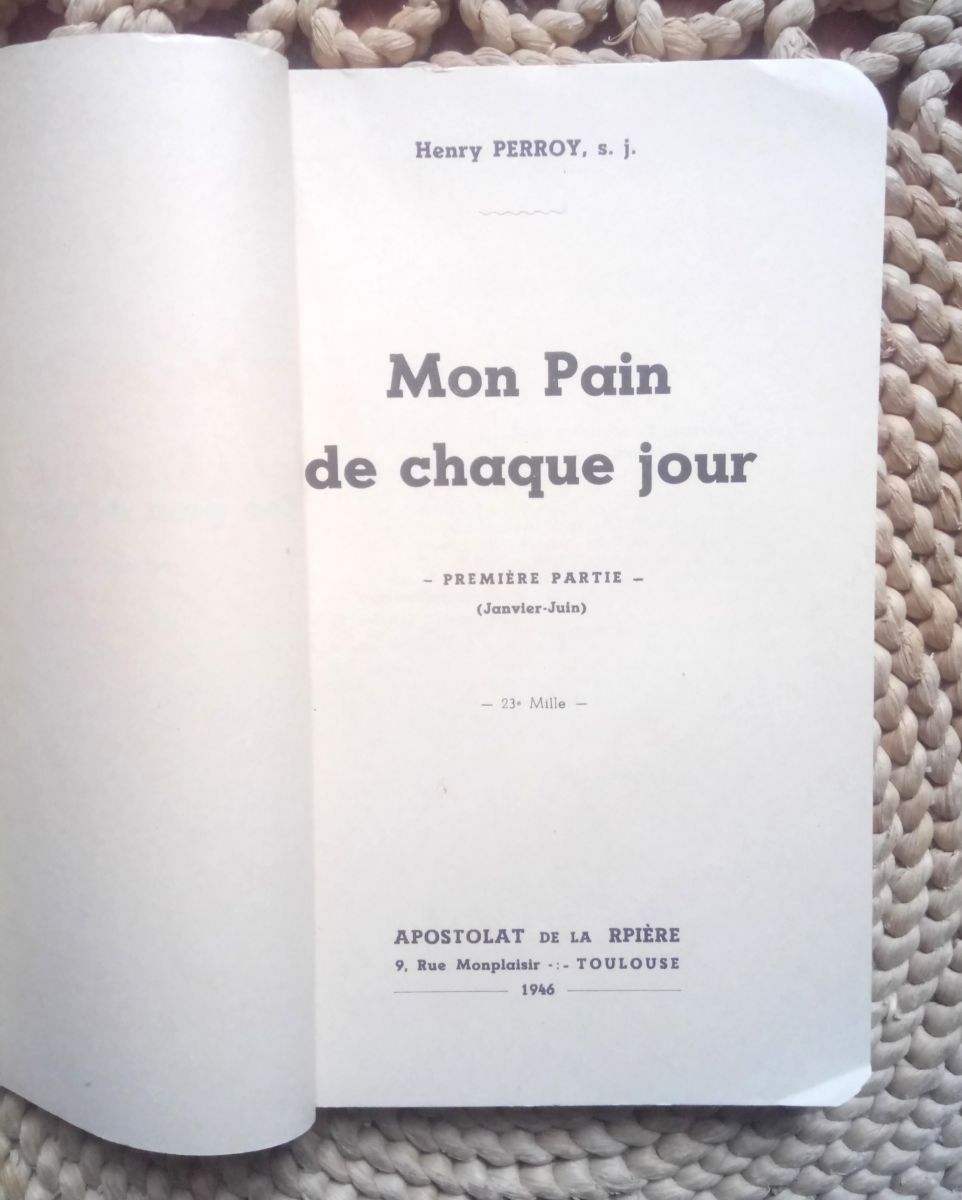 Henry PERROY, s. j.
Mon Pain
de chaque jour
– PREMIÈRE PARTIE –
(Janvier-Juin)
— 23e Mille —
APOSTOLAT DE LA RPIÈRE
9, Rue Monplaisir -:- TOULOUSE
1946